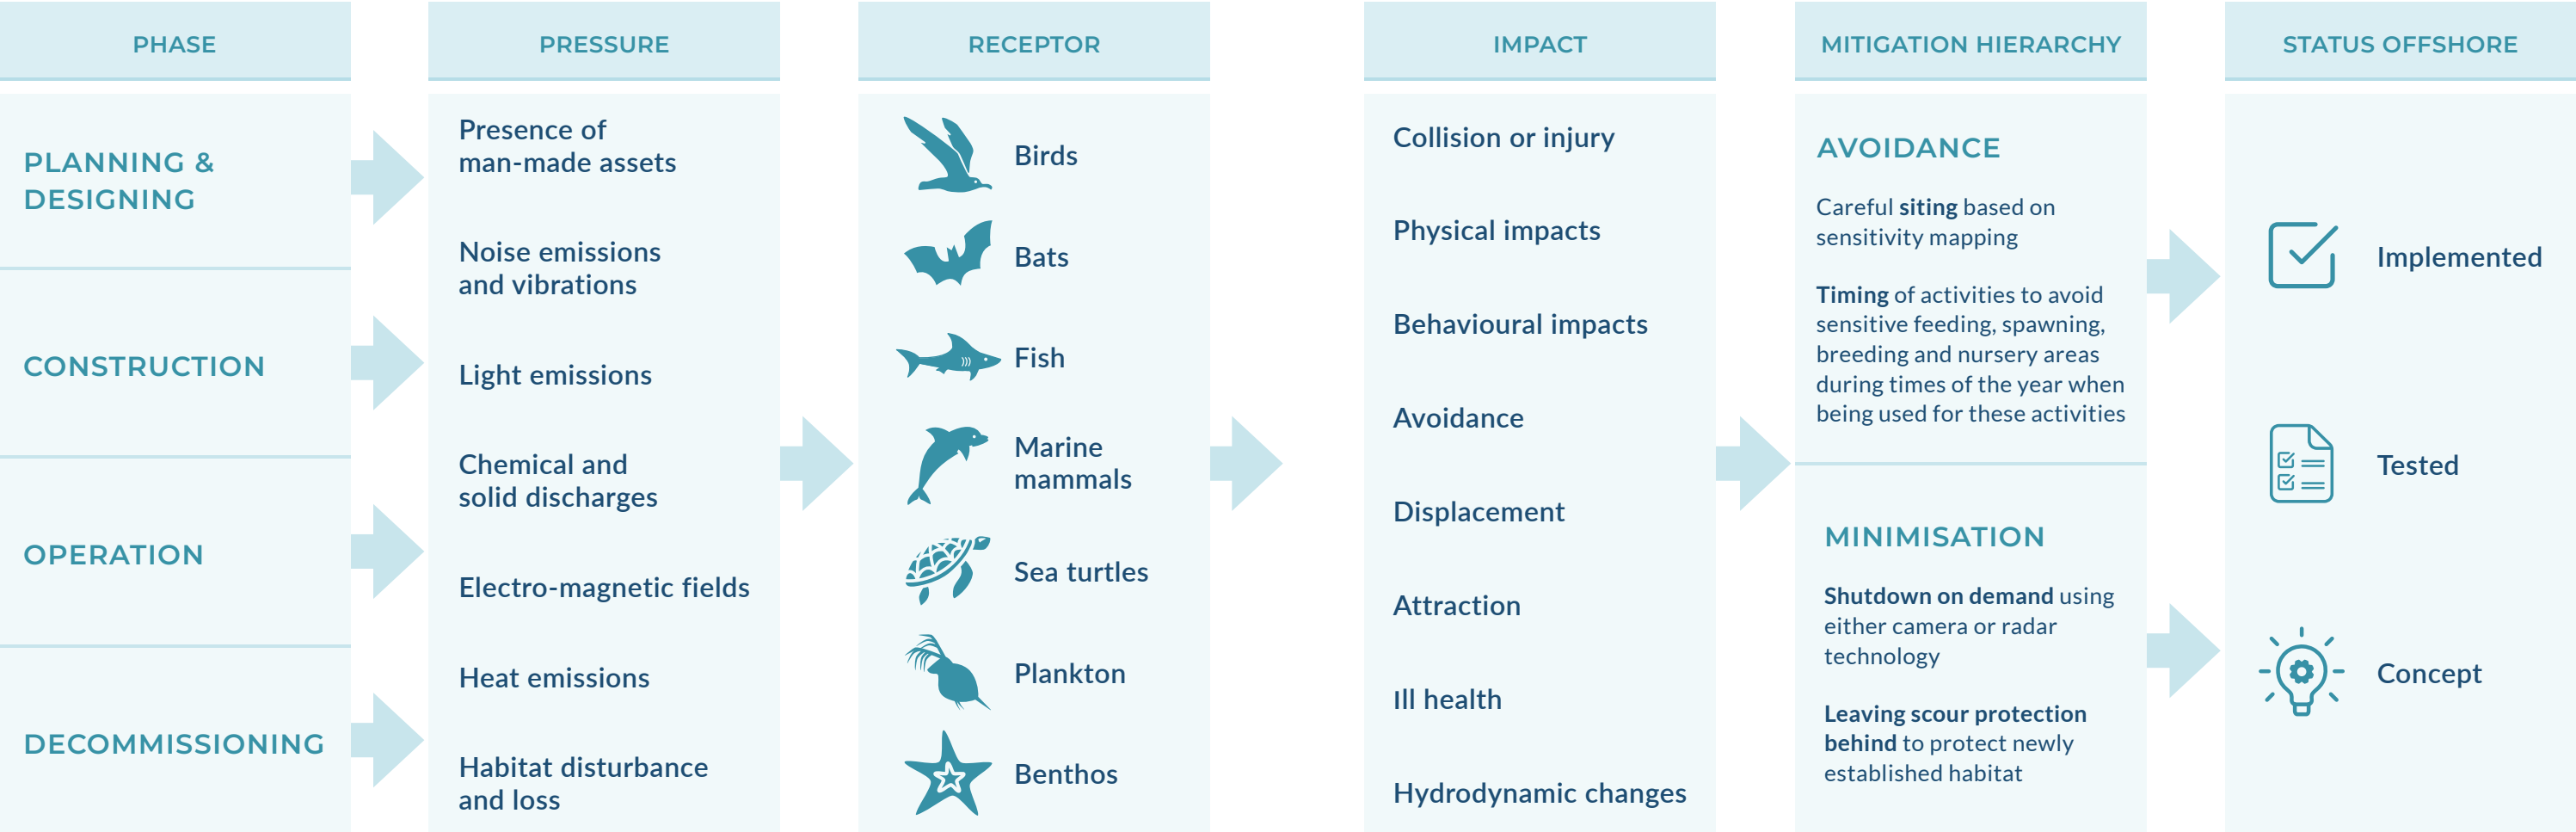 PHASE
PLANNING &
DESIGNING
CONSTRUCTION
OPERATION
DECOMMISSIONING
PRESSURE
Presence of
man-made assets
Noise emissions
and vibrations
Light emissions
Chemical and
solid discharges
Electro-magnetic fields
Heat emissions
Habitat disturbance
and loss
RECEPTOR
Birds
Bats
Fish
Marine
mammals
Sea turtles
Plankton
Benthos
IMPACT
Collision or injury
Physical impacts
Behavioural impacts
Avoidance
Displacement
Attraction
Ill health
Hydrodynamic changes
MITIGATION HIERARCHY
AVOIDANCE
Careful siting based on
sensitivity mapping
Timing of activities to avoid
sensitive feeding, spawning,
breeding and nursery areas
during times of the year when
being used for these activities
MINIMISATION
Shutdown on demand using
either camera or radar
technology
Leaving scour protection
behind to protect newly
established habitat
STATUS OFFSHORE
Implemented
Tested
Concept